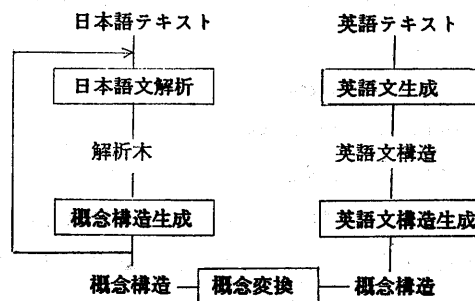 日本語テキスト
日本語文解析
解析木
概念構造生成
概念構造
概念変換
概念構造
英語文構造生成
英語文構造
英語文生成
英語テキスト